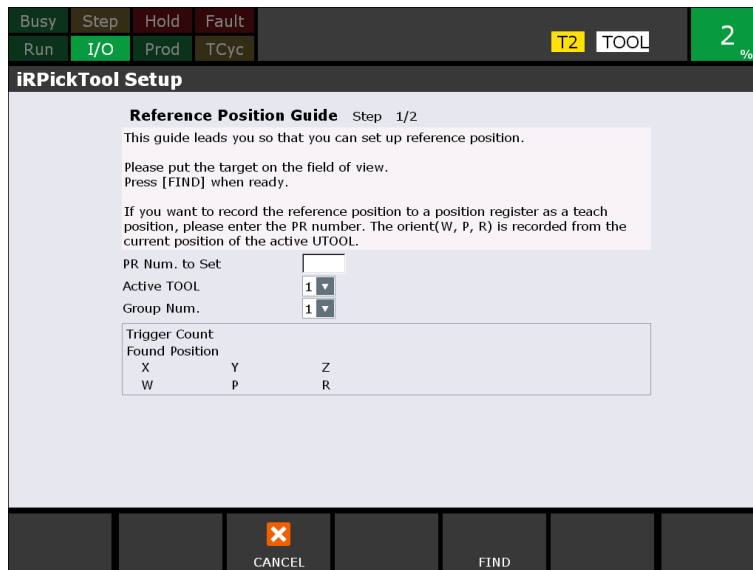 Busy Step Hold Fault
Run I/O Prod TCyc
T2 TOOL
2 %
iRPickTool Setup
Reference Position Guide Step 1/2
This guide leads you so that you can set up reference position.
Please put the target on the field of view.
Press [FIND] when ready.
If you want to record the reference position to a position register as a teach
position, please enter the PR number. The orient(W, P, R) is recorded from the
current position of the active UTOOL.
PR Num. to Set
Active TOOL 1
Group Num. 1
Trigger Count
Found Position
X Y Z
W P R
CANCEL FIND